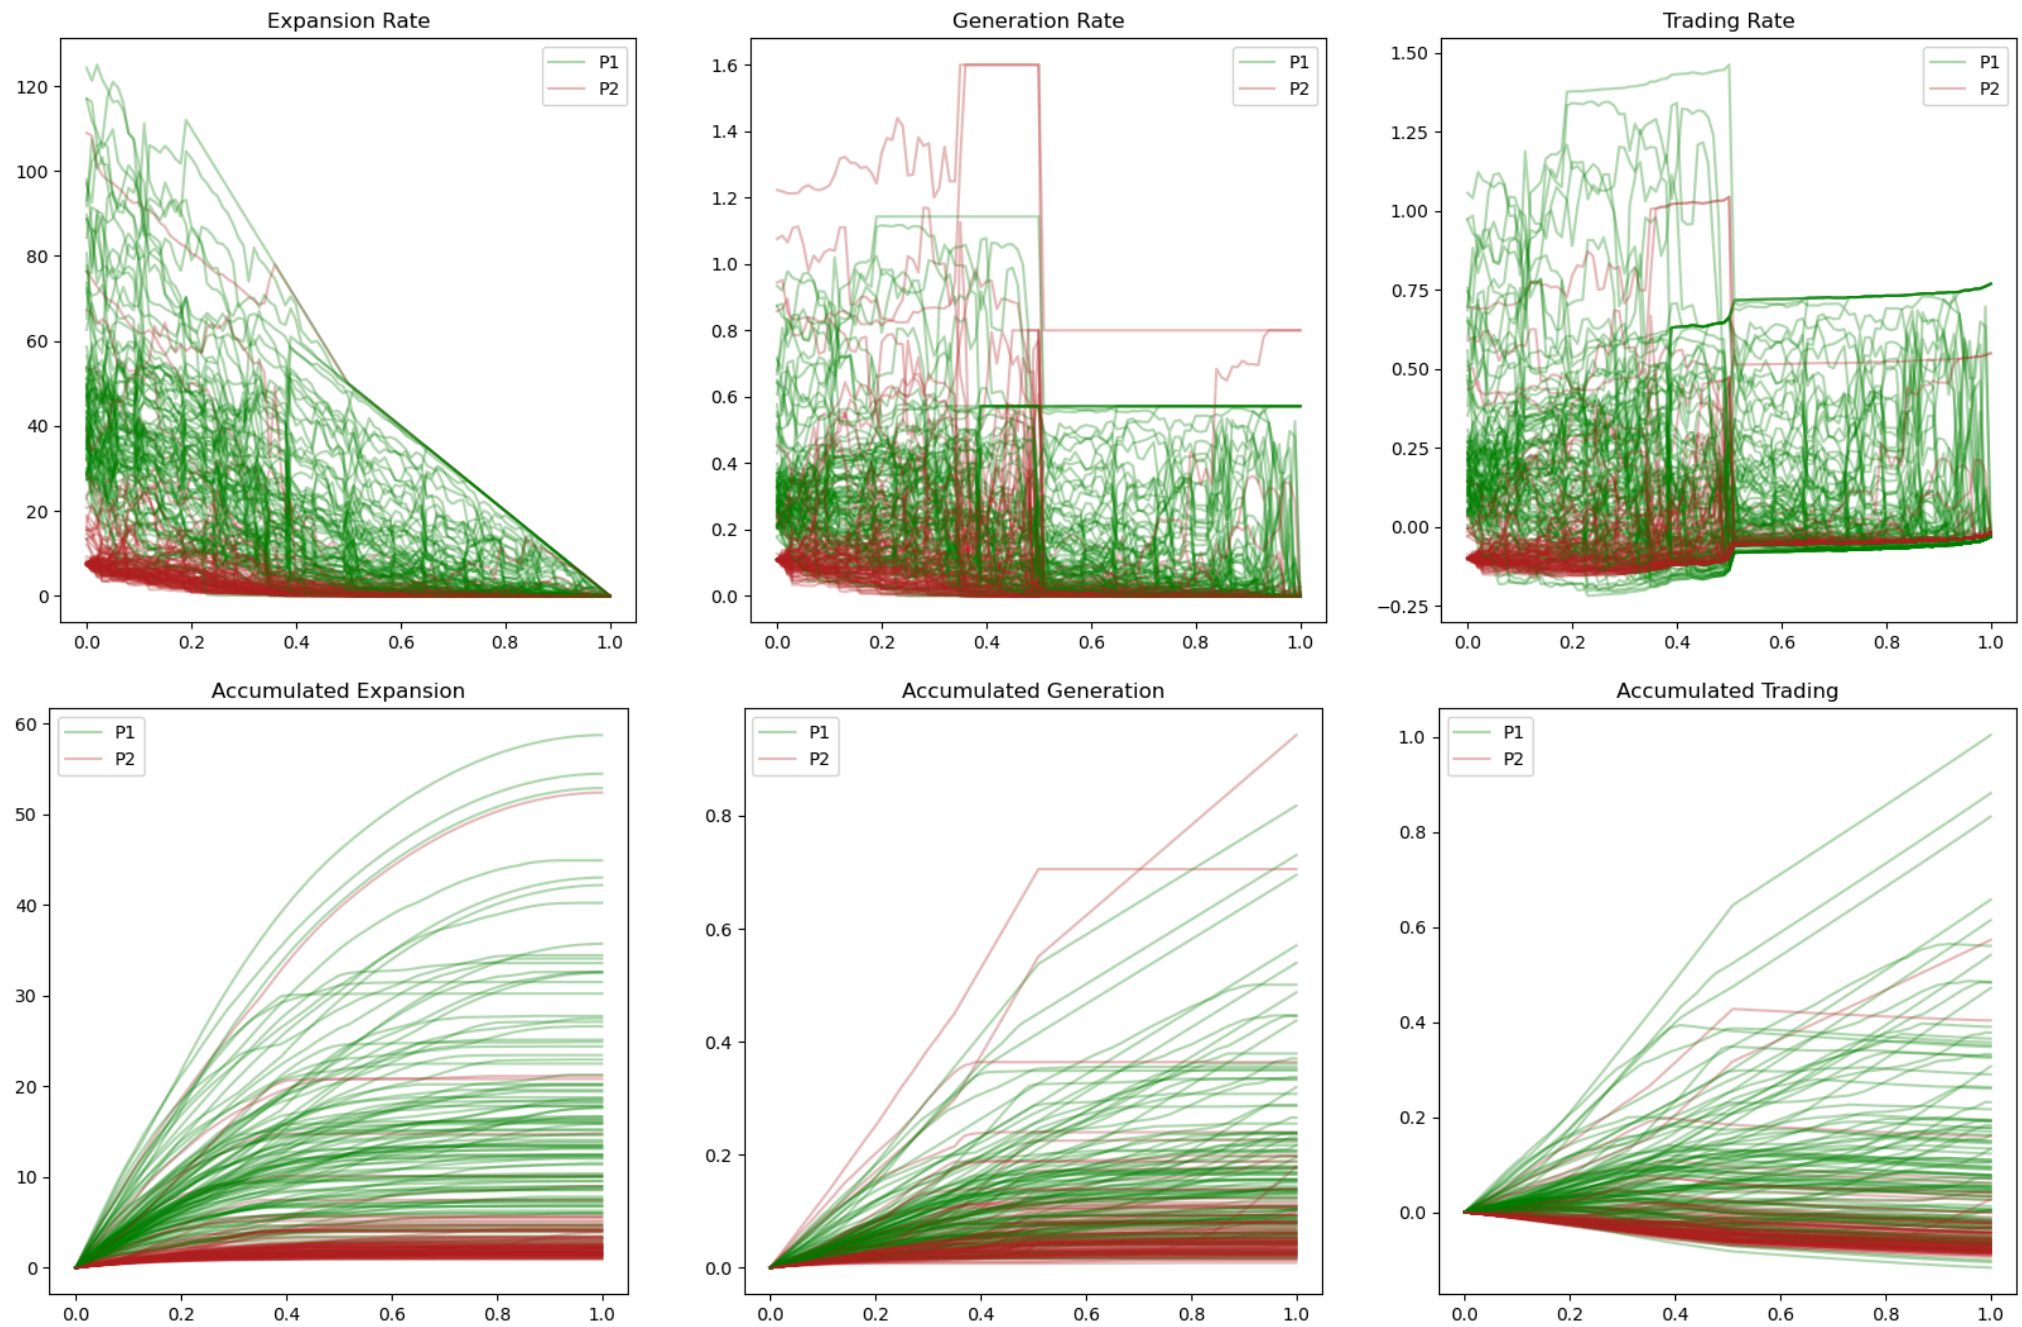 Expansion Rate
P1
P2
120
100
80
60
40
20
0
0.0 0.2 0.4 0.6 0.8 1.0
Generation Rate
P1
P2
1.6
1.4
1.2
1.0
0.8
0.6
0.4
0.2
0.0
0.0 0.2 0.4 0.6 0.8 1.0
Trading Rate
P1
P2
1.50
1.25
1.00
0.75
0.50
0.25
0.00
−0.25
0.0 0.2 0.4 0.6 0.8 1.0
Accumulated Expansion
P1
P2
60
50
40
30
20
10
0
0.0 0.2 0.4 0.6 0.8 1.0
Accumulated Generation
P1
P2
0.8
0.6
0.4
0.2
0.0
0.0 0.2 0.4 0.6 0.8 1.0
Accumulated Trading
P1
P2
1.0
0.8
0.6
0.4
0.2
0.0
0.0 0.2 0.4 0.6 0.8 1.0